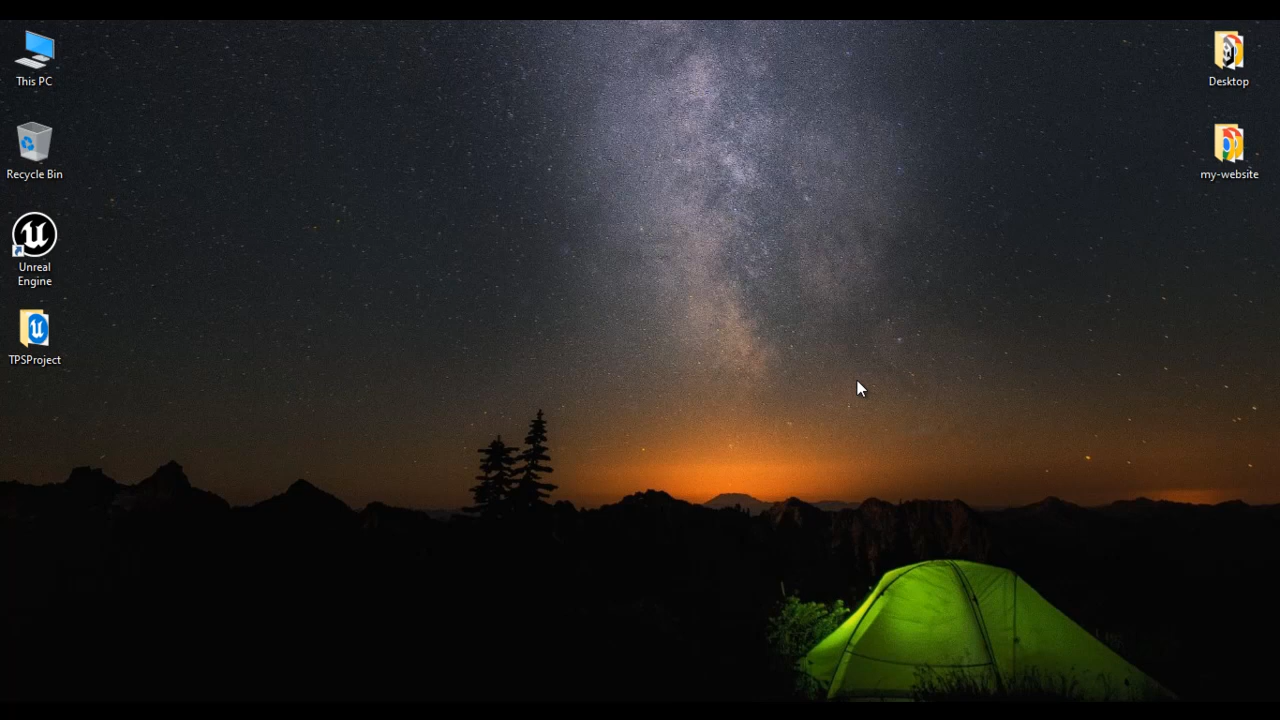 This PC
Desktop
Recycle Bin
my-website
Unreal
Engine
TPSProject